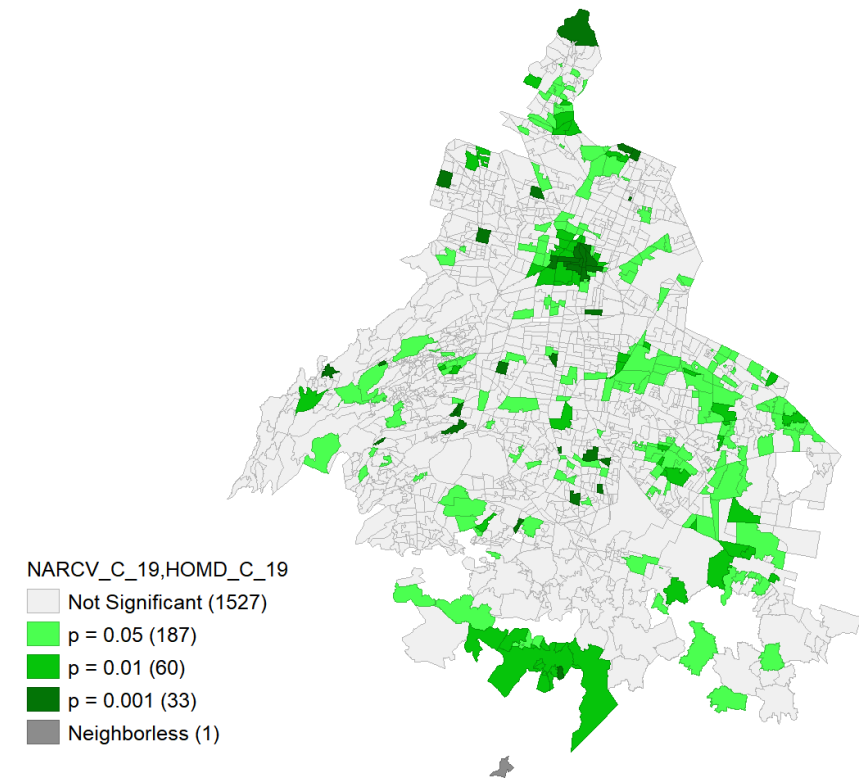 NARCV_C_19,HOMD_C_19
Not Significant (1527)
p = 0.05 (187)
p = 0.01 (60)
p = 0.001 (33)
Neighborless (1)